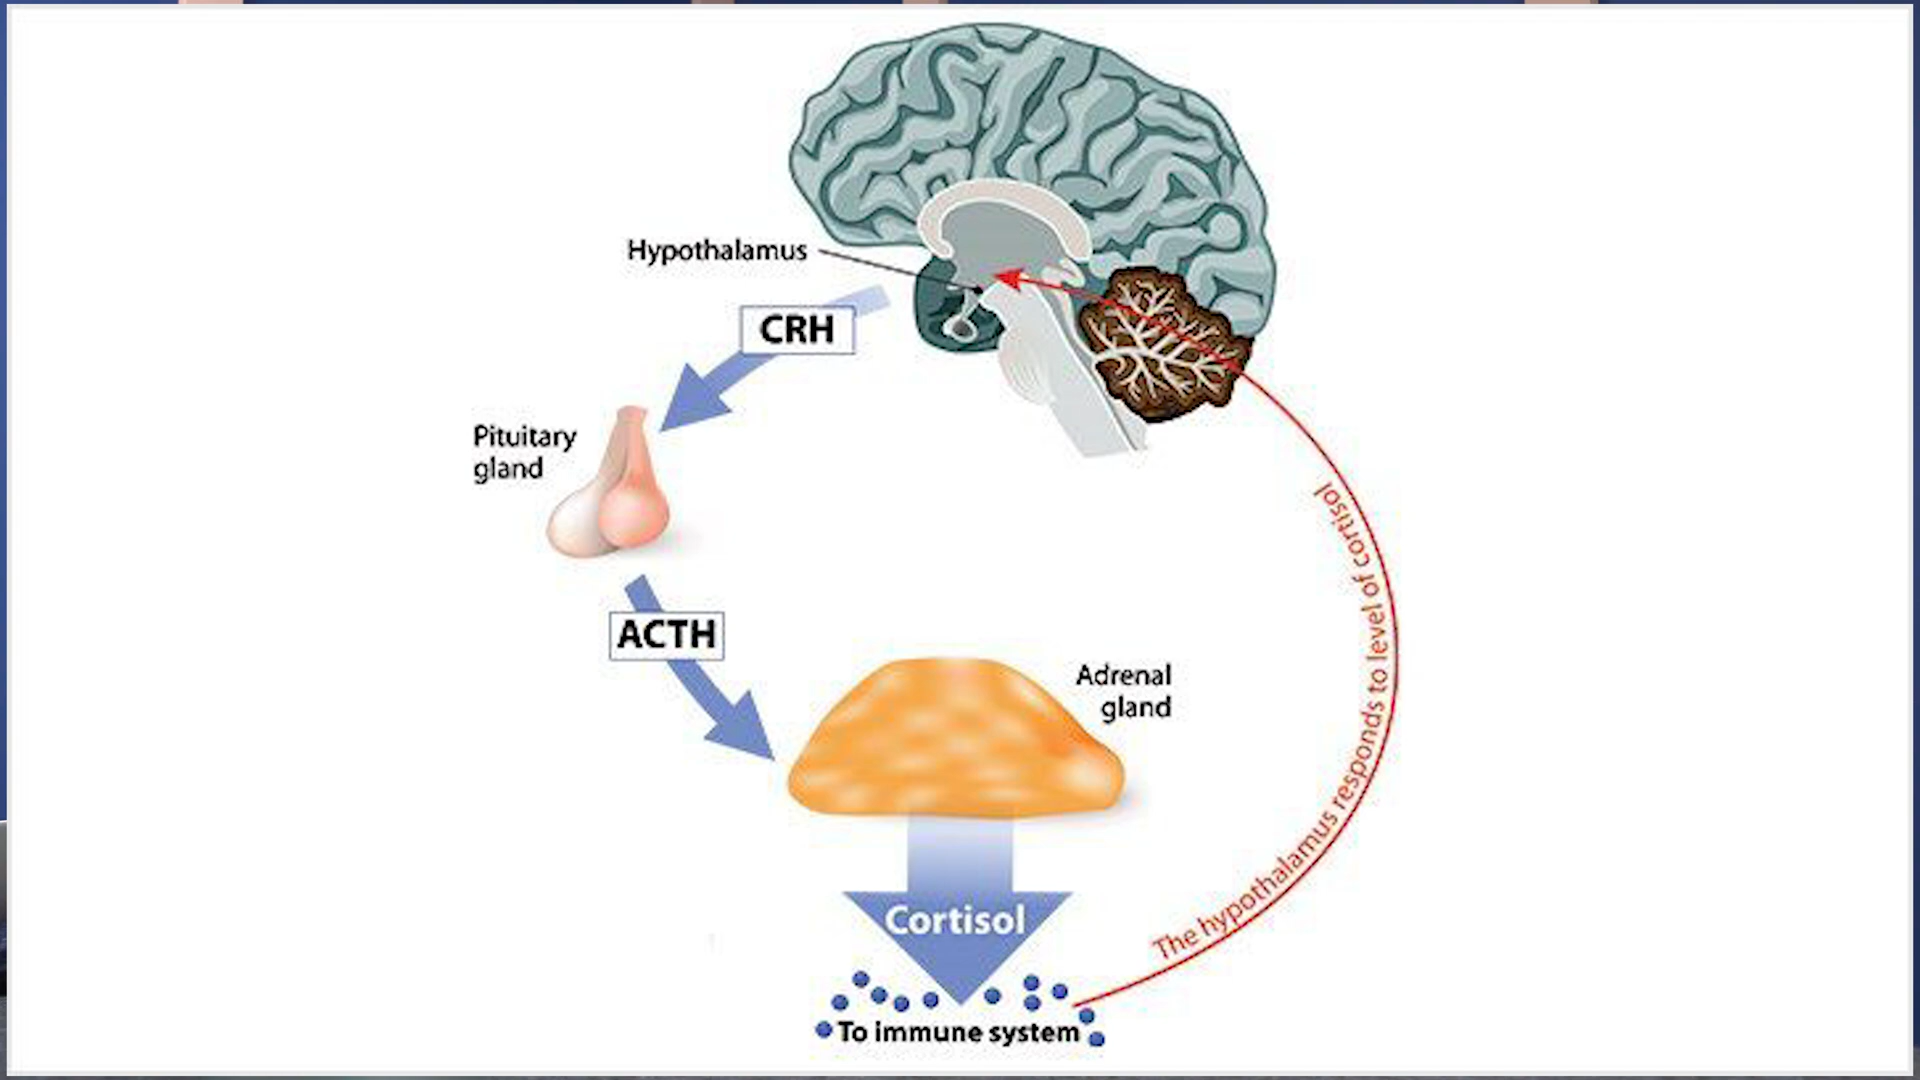 Hypothalamus
CRH
Pituitary
gland
ACTH
Adrenal
gland
Cortisol
To immune system
The hypothalamus responds to level of cortisol